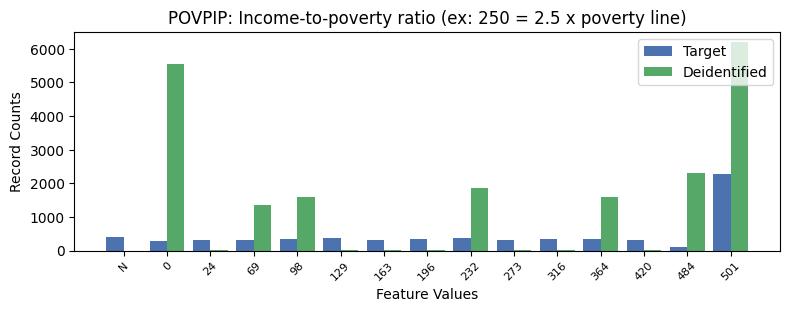 POVPIP: Income-to-poverty ratio (ex: 250 = 2.5 x poverty line)
Target
Deidentified
Record Counts
6000
5000
4000
3000
2000
1000
0
N 0 24 69 98 129 163 196 232 273 316 364 420 484 501
Feature Values